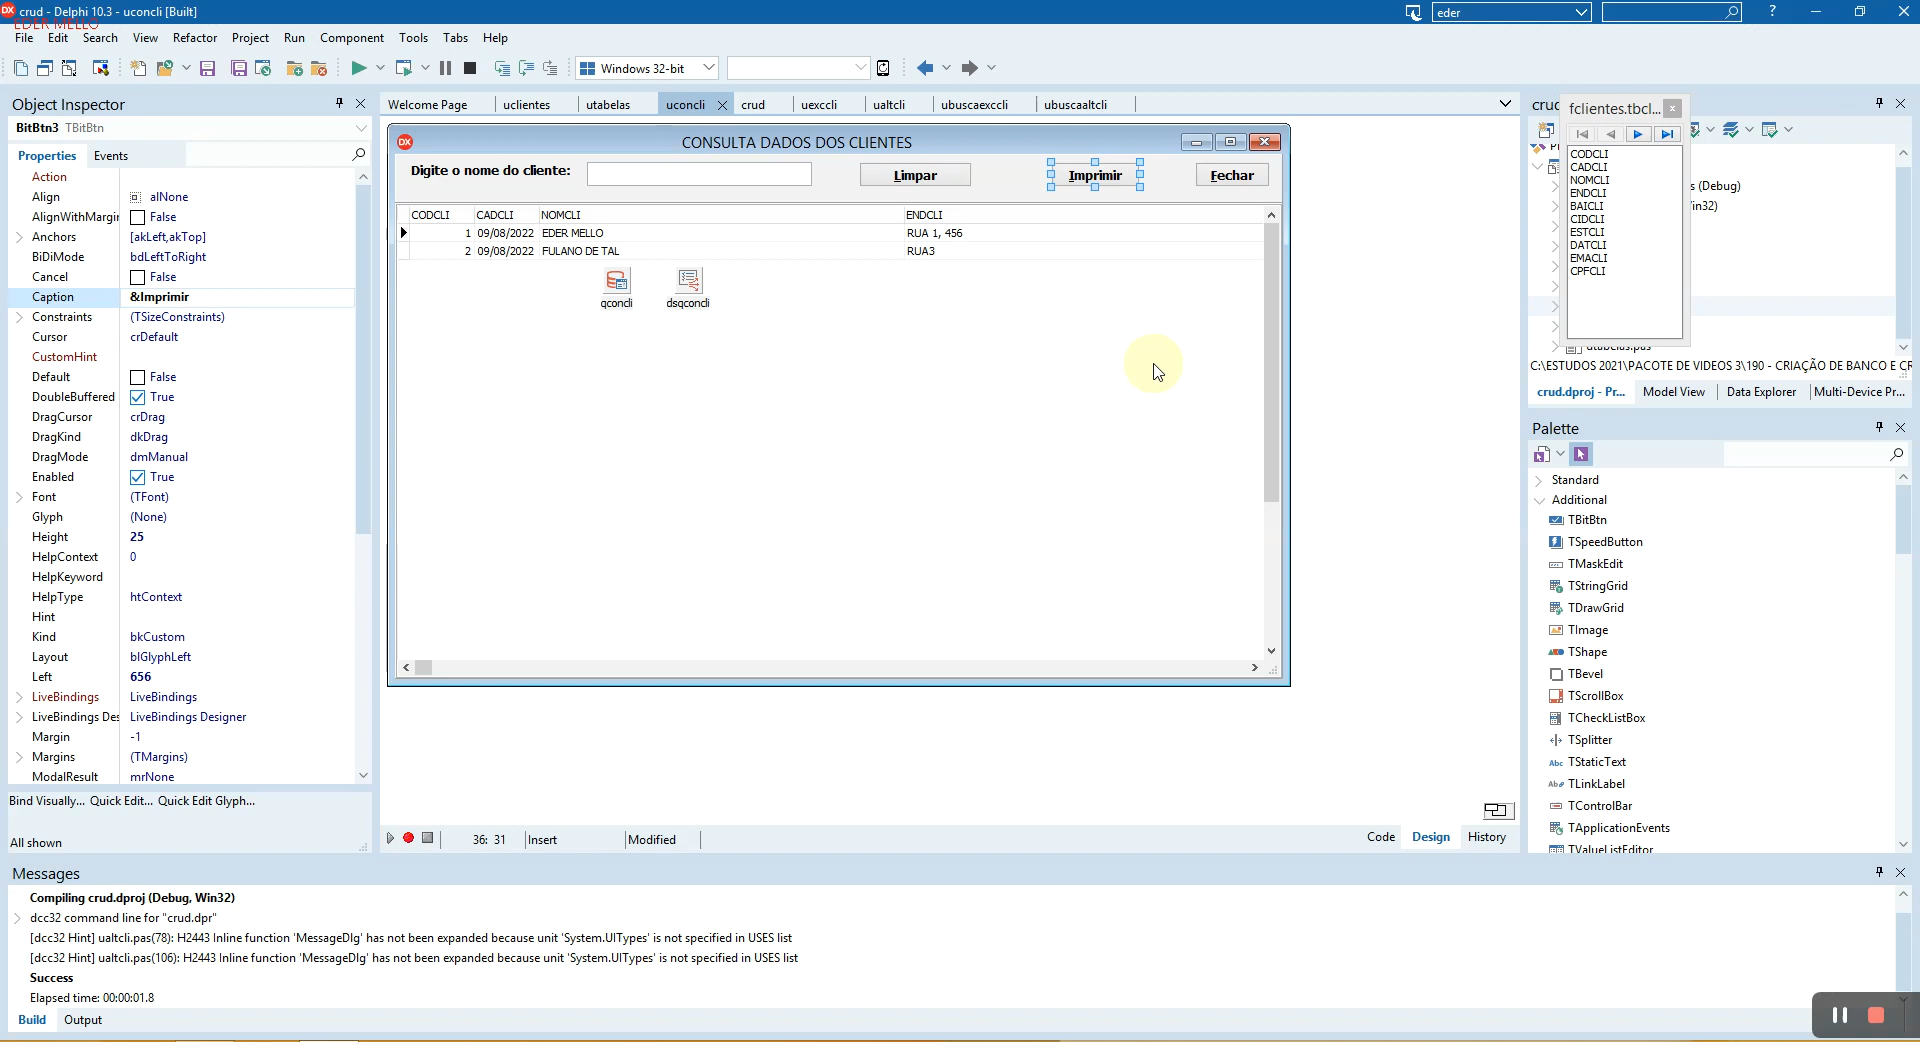 crud - Delphi 10.3 - uconcli [Built]
eder
?
EDER MELLO
File Edit Search View Refactor Project Run Component Tools Tabs Help
Windows 32-bit
Object Inspector
BitBtn3 TBitBtn
Properties Events
Action
Align alNone
AlignWithMargir False
Anchors [akLeft,akTop]
BiDiMode bdLeftToRight
Cancel False
Caption &Imprimir
Constraints (TSizeConstraints)
Cursor crDefault
CustomHint
Default False
DoubleBuffered True
DragCursor crDrag
DragKind dkDrag
DragMode dmManual
Enabled True
Font (TFont)
Glyph (None)
Height 25
HelpContext 0
HelpKeyword
HelpType htContext
Hint
Kind bkCustom
Layout blGlyphLeft
Left 656
LiveBindings LiveBindings
LiveBindings Des LiveBindings Designer
Margin -1
Margins (TMargins)
ModalResult mrNone
Bind Visually... Quick Edit... Quick Edit Glyph...
All shown
Welcome Page uclientes utabelas uconcli crud uexccli ualtcli ubuscaexccli ubuscaaltcli
CONSULTA DADOS DOS CLIENTES
Digite o nome do cliente: Limpar Imprimir Fechar
CODCLI CADCLI NOMCLI ENDCLI
1 09/08/2022 EDER MELLO RUA 1, 456
2 09/08/2022 FULANO DE TAL RUA3
qconcli dsqconcli
36: 31 Insert Modified
Code Design History
fclientes.tbcl...
CODCLI
CADCLI
NOMCLI
ENDCLI
BAICLI
CIDCLI
ESTCLI
DATCLI
EMACLI
CPFCLI
s (Debug)
in32)
C:\ESTUDOS 2021\PACOTE DE VIDEOS 3\190 - CRIAÇÃO DE BANCO E CR
crud.dproj - Pr... Model View Data Explorer Multi-Device Pr...
Palette
Standard
Additional
TBitBtn
TSpeedButton
TMaskEdit
TStringGrid
TDrawGrid
TImage
TShape
TBevel
TScrollBox
TCheckListBox
TSplitter
TStaticText
TLinkLabel
TControlBar
TApplicationEvents
TValueListEditor
Messages
Compiling crud.dproj (Debug, Win32)
dcc32 command line for "crud.dpr"
[dcc32 Hint] ualtcli.pas(78): H2443 Inline function 'MessageDlg' has not been expanded because unit 'System.UITypes' is not specified in USES list
[dcc32 Hint] ualtcli.pas(106): H2443 Inline function 'MessageDlg' has not been expanded because unit 'System.UITypes' is not specified in USES list
Success
Elapsed time: 00:00:01.8
Build Output